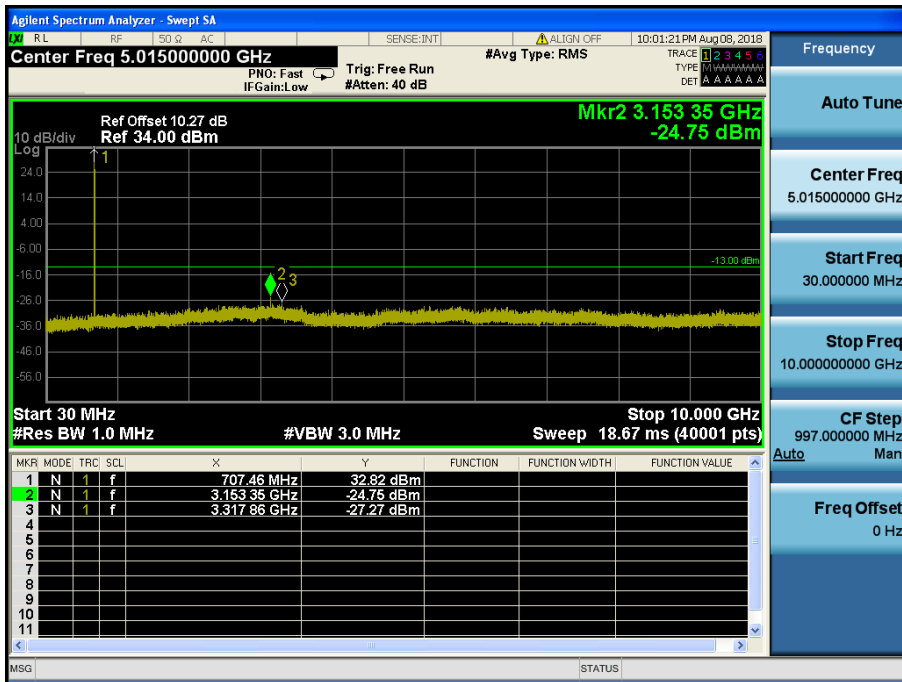 Agilent Spectrum Analyzer - Swept SA
LXI RL RF 50 Ω AC SENSE:INT ALIGN OFF 10:01:21 PM Aug 08, 2018
Center Freq 5.015000000 GHz
PNO: Fast
IFGain:Low
Trig: Free Run
#Atten: 40 dB
#Avg Type: RMS
TRACE 1 2 3 4 5 6
TYPE M WWWWW
DET A A A A A A
Mkr2 3.153 35 GHz
-24.75 dBm
Ref Offset 10.27 dB
10 dB/div Ref 34.00 dBm
Log
24.0
14.0
4.00
-6.00
-16.0
-26.0
-36.0
-46.0
-56.0
1
2
3
-13.00 dBm
Start 30 MHz Stop 10.000 GHz
#Res BW 1.0 MHz #VBW 3.0 MHz Sweep 18.67 ms (40001 pts)
MKR MODE TRC SCL X Y FUNCTION FUNCTION WIDTH FUNCTION VALUE
1 N 1 f 707.46 MHz 32.82 dBm
2 N 1 f 3.153 35 GHz -24.75 dBm
3 N 1 f 3.317 86 GHz -27.27 dBm
4
5
6
7
8
9
10
11
MSG STATUS
Frequency
Auto Tune
Center Freq
5.015000000 GHz
Start Freq
30.000000 MHz
Stop Freq
10.000000000 GHz
CF Step
997.000000 MHz
Auto Man
Freq Offset
0 Hz